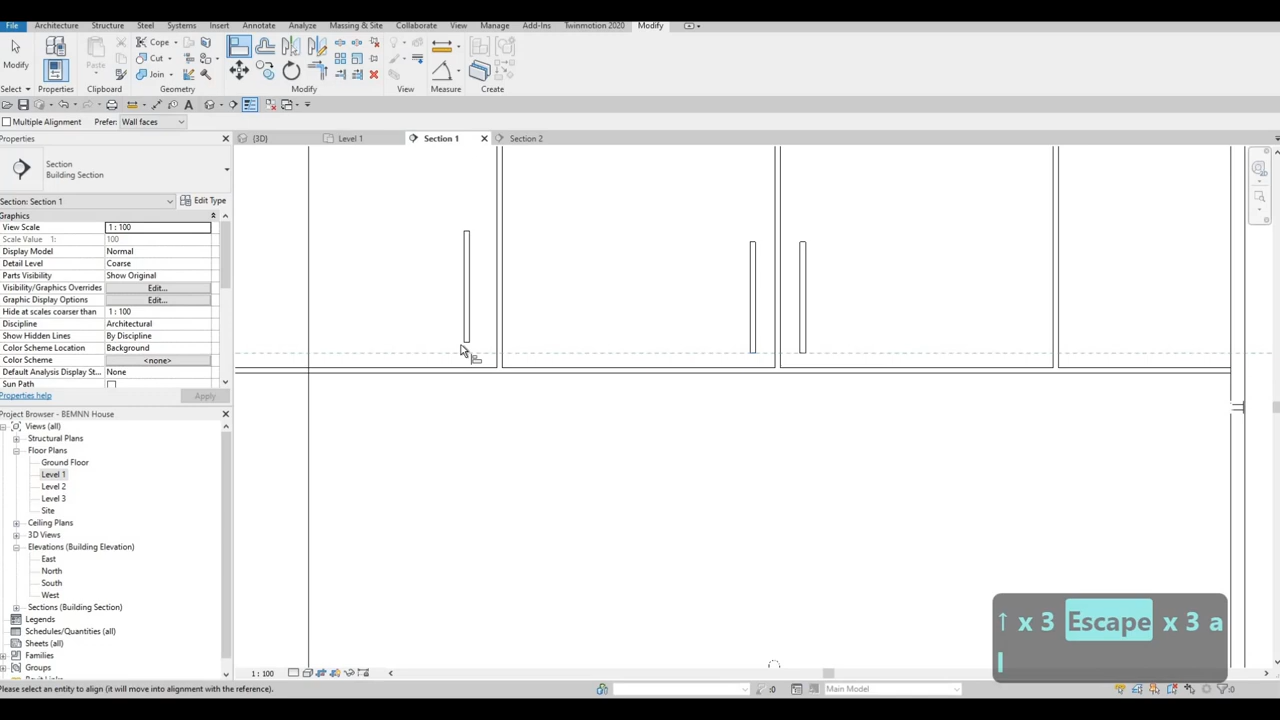 File Architecture Structure Steel Systems Insert Annotate Analyze Massing & Site Collaborate View Manage Add-Ins Twinmotion 2020 Modify
Cope
Cut
Join
Modify Paste
Select Properties Clipboard Geometry Modify View Measure Create
Multiple Alignment Prefer: Wall faces
Properties
{3D} Level 1 Section 1 Section 2
Section
Building Section
Section: Section 1 Edit Type
Graphics
View Scale 1 : 100
Scale Value 1: 100
Display Model Normal
Detail Level Coarse
Parts Visibility Show Original
Visibility/Graphics Overrides Edit...
Graphic Display Options Edit...
Hide at scales coarser than 1 : 100
Discipline Architectural
Show Hidden Lines By Discipline
Color Scheme Location Background
Color Scheme <none>
Default Analysis Display St... None
Sun Path
Properties help Apply
Project Browser - BEMNN House
Views (all)
Structural Plans
Floor Plans
Ground Floor
Level 1
Level 2
Level 3
Site
Ceiling Plans
3D Views
Elevations (Building Elevation)
East
North
South
West
Sections (Building Section)
Legends
Schedules/Quantities (all)
Sheets (all)
Families
Groups
Revit Links
↑ x 3 Escape x 3 a
l
1 : 100
Please select an entity to align (it will move into alignment with the reference). :0 Main Model :0